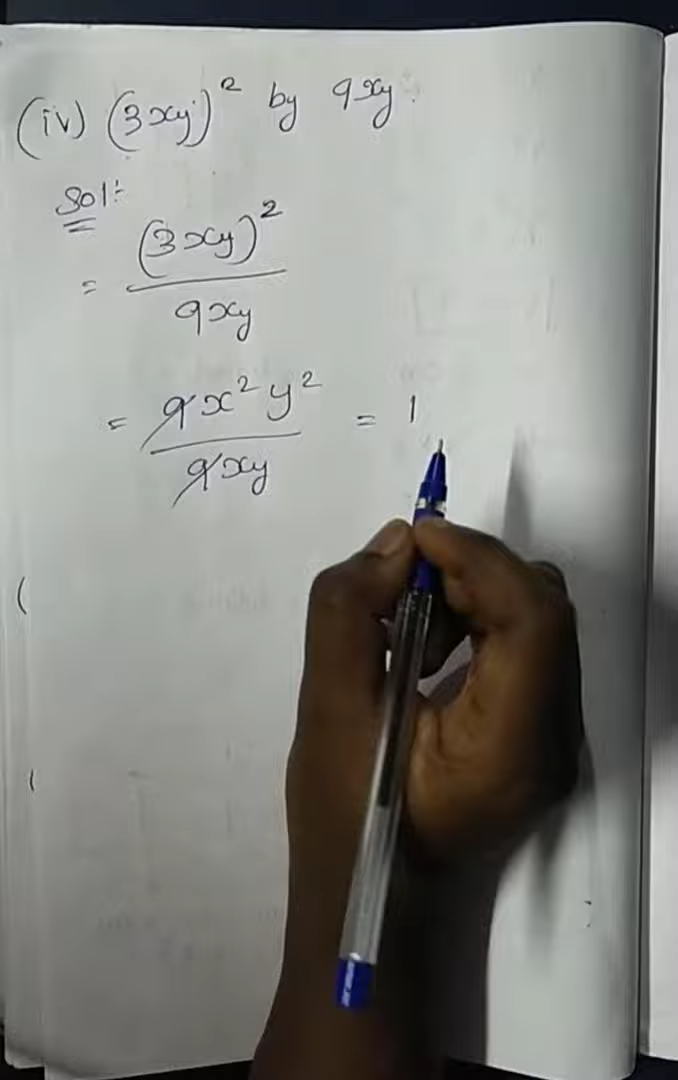 (iv) (3xy)² by 9xy.
Sol:-
= (3xy)² / 9xy
= 9x²y² / 9xy = 1
(
(